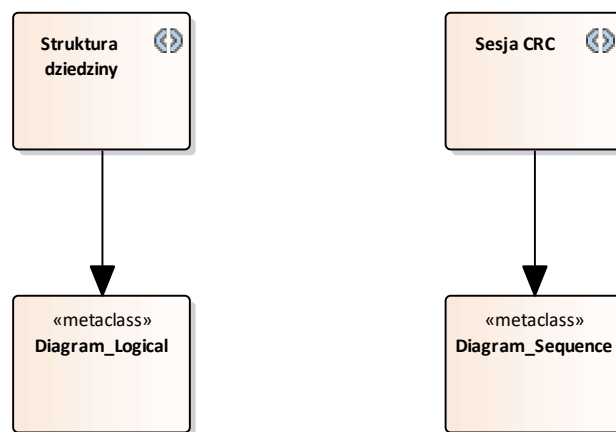 Struktura
dziedziny
Sesja CRC
«metaclass»
Diagram_Logical
«metaclass»
Diagram_Sequence